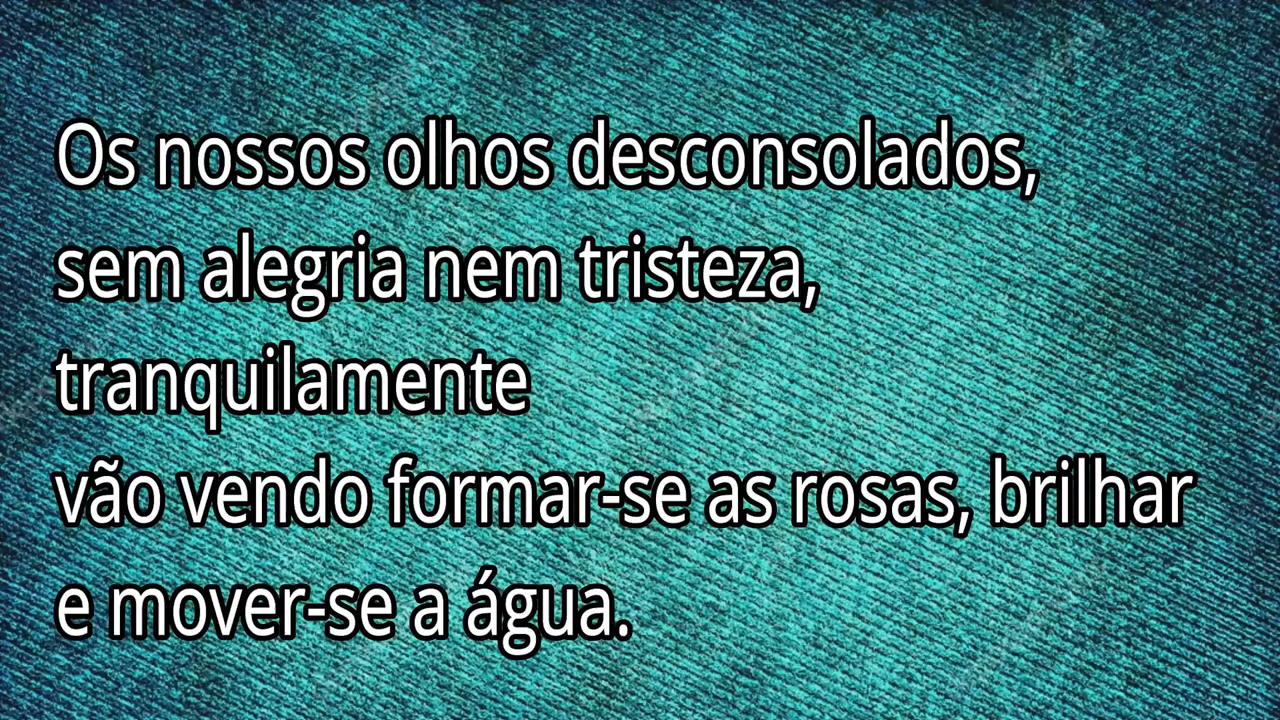 Os nossos olhos desconsolados,
sem alegria nem tristeza,
tranquilamente
vão vendo formar-se as rosas, brilhar
e mover-se a água.